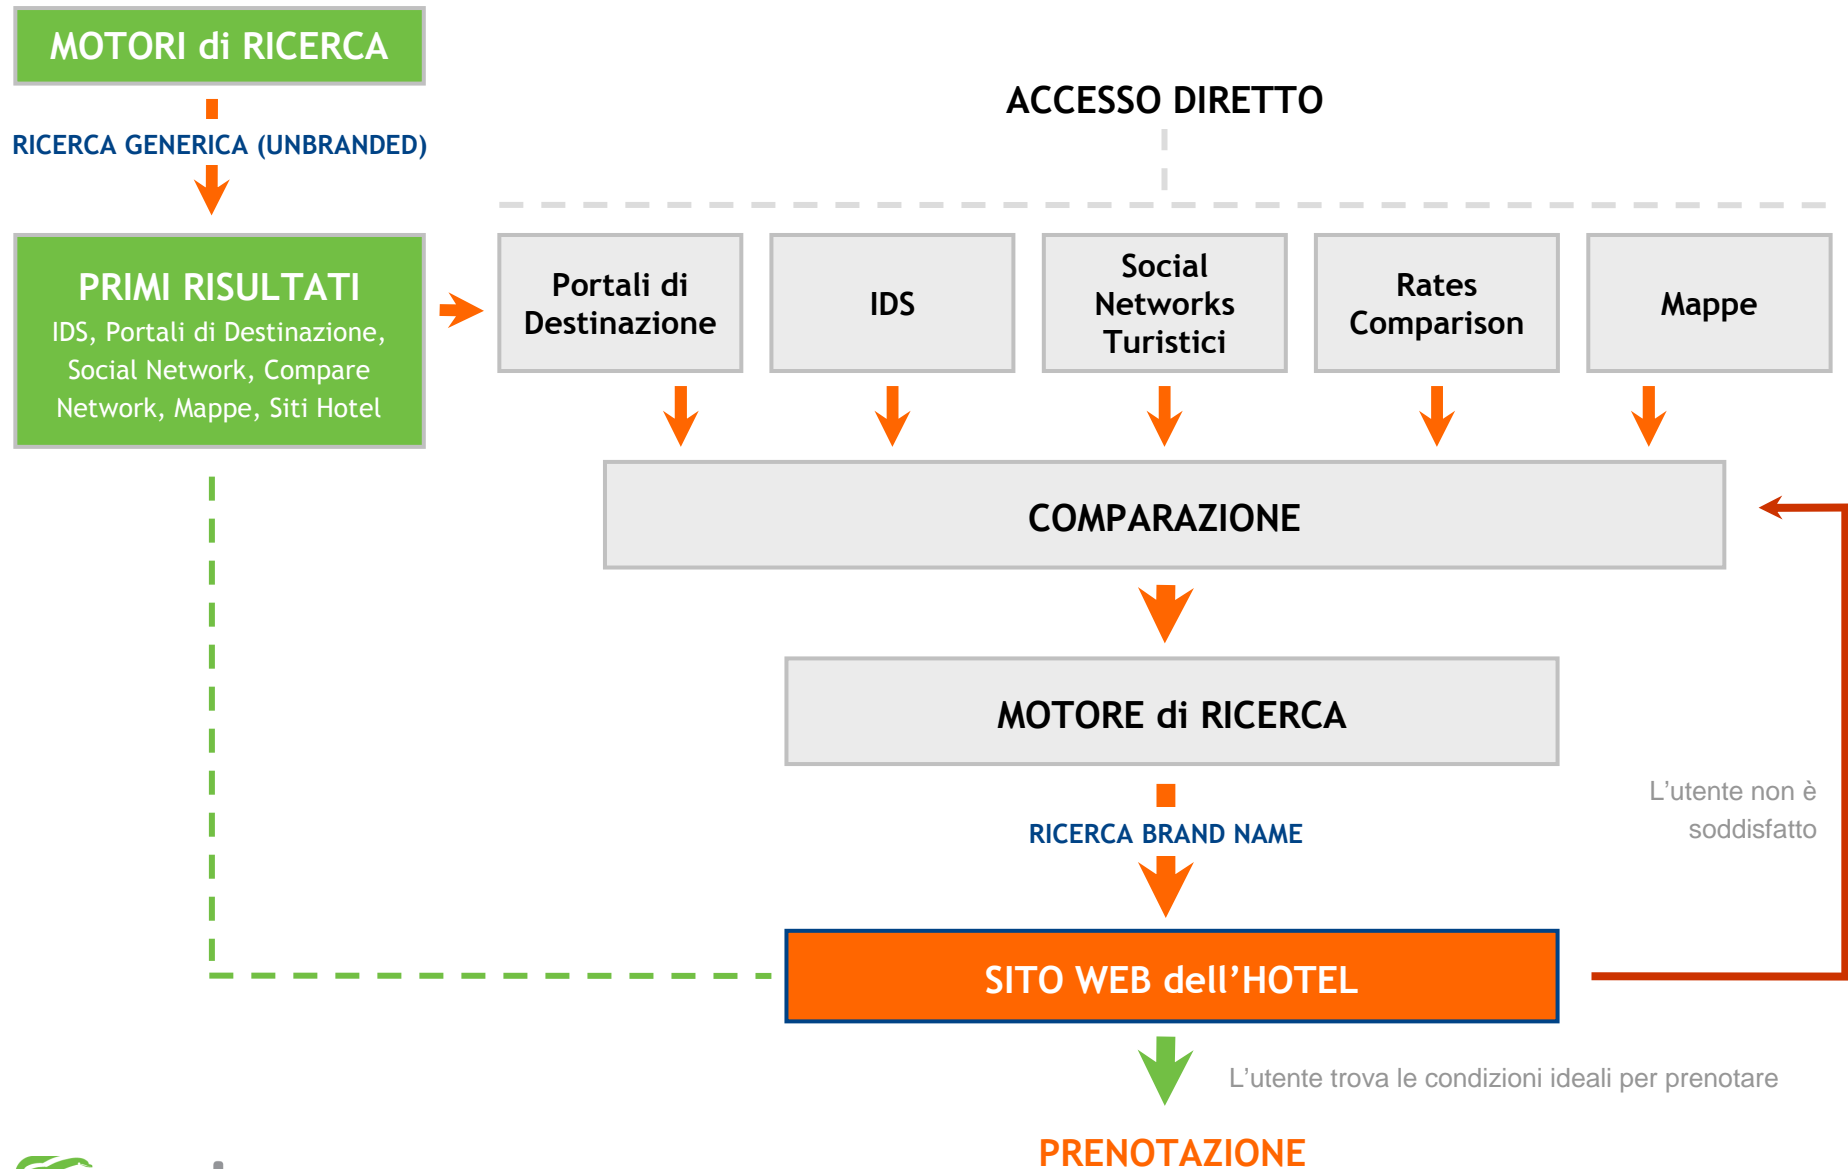 MOTORI di RICERCA
RICERCA GENERICA (UNBRANDED)
PRIMI RISULTATI
IDS, Portali di Destinazione,
Social Network, Compare
Network, Mappe, Siti Hotel
ACCESSO DIRETTO
Portali di
Destinazione
IDS
Social
Networks
Turistici
Rates
Comparison
Mappe
COMPARAZIONE
MOTORE di RICERCA
RICERCA BRAND NAME
L’utente non è
soddisfatto
SITO WEB dell’HOTEL
L’utente trova le condizioni ideali per prenotare
PRENOTAZIONE